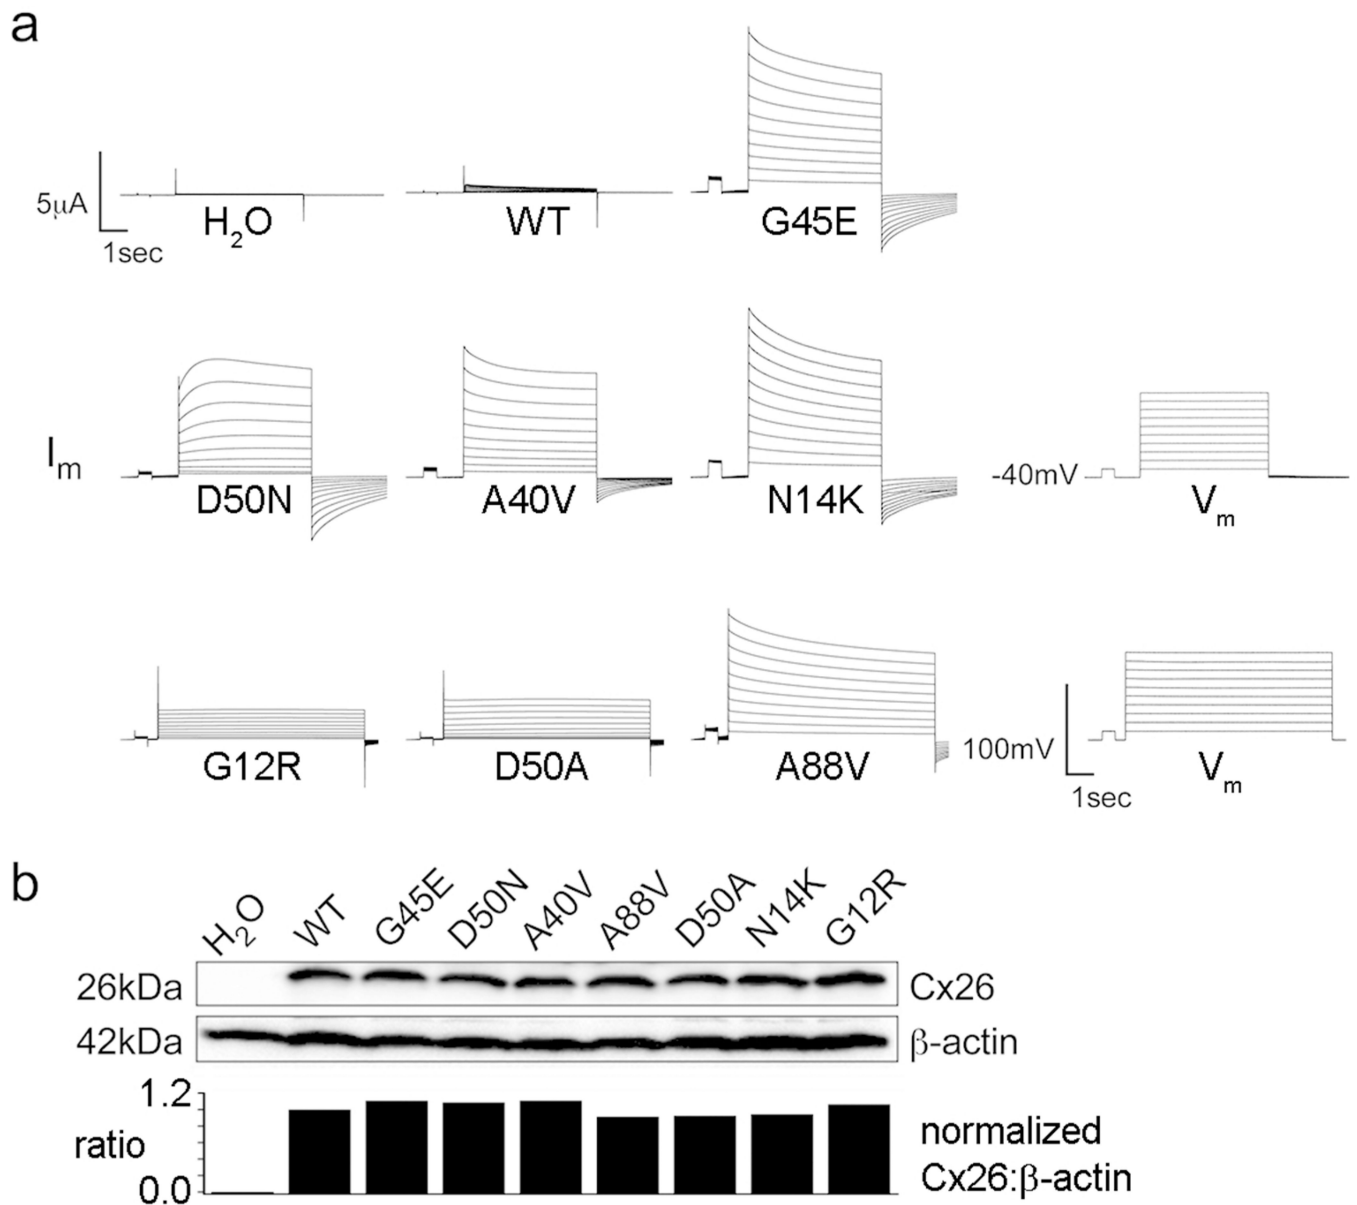 a
5μA
1sec
H₂O
WT
G45E
Iₘ
D50N
A40V
N14K
-40mV
Vₘ
G12R
D50A
A88V
100mV
1sec
Vₘ
b
H₂O WT G45E D50N A40V A88V D50A N14K G12R
26kDa Cx26
42kDa β-actin
1.2
ratio
0.0
normalized
Cx26:β-actin